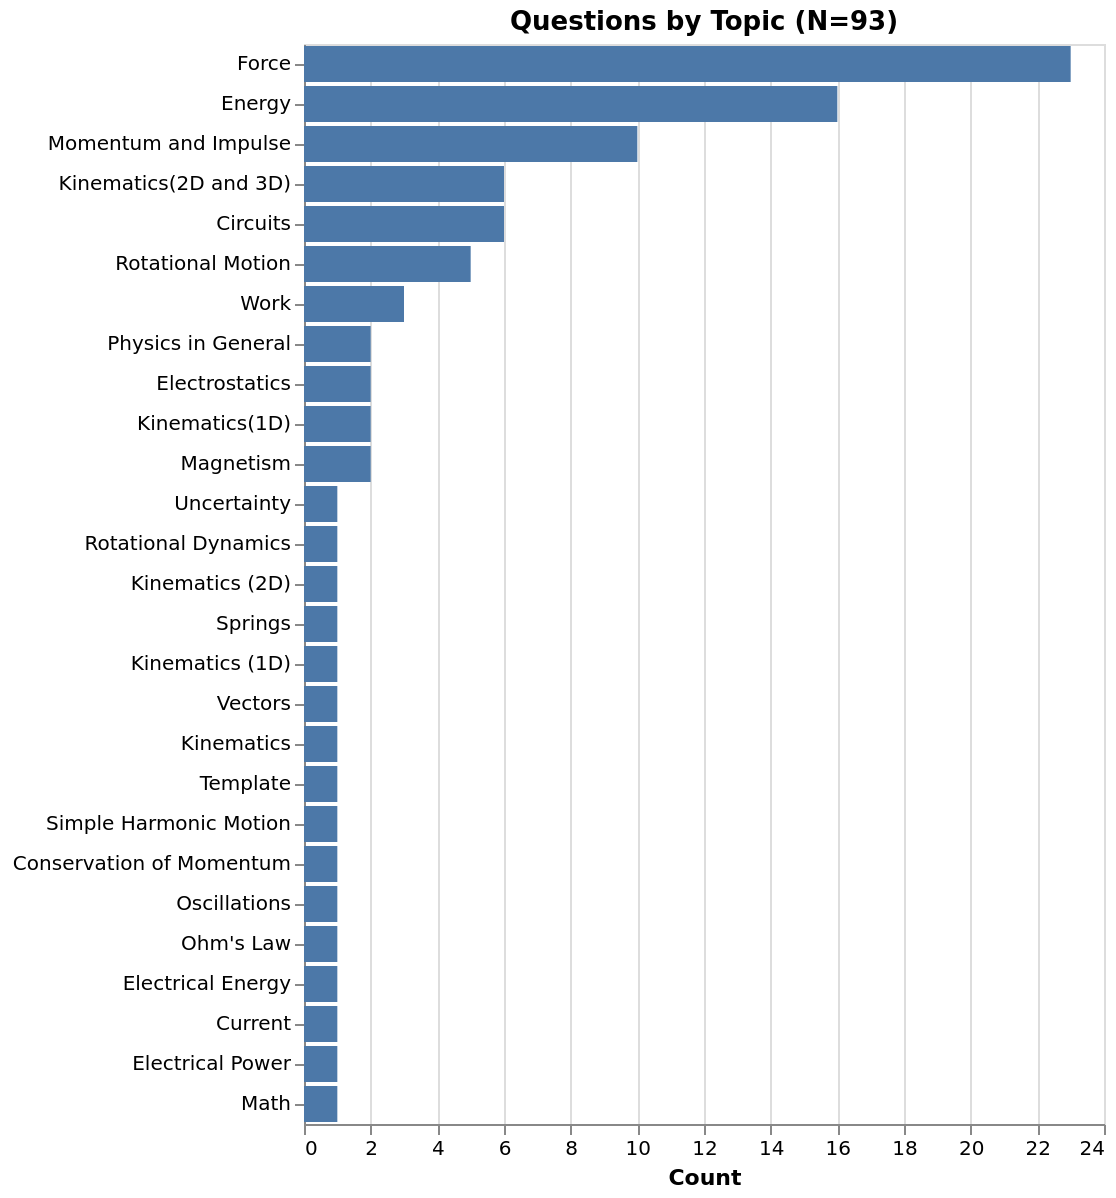 Questions by Topic (N=93)
Force
Energy
Momentum and Impulse
Kinematics(2D and 3D)
Circuits
Rotational Motion
Work
Physics in General
Electrostatics
Kinematics(1D)
Magnetism
Uncertainty
Rotational Dynamics
Kinematics (2D)
Springs
Kinematics (1D)
Vectors
Kinematics
Template
Simple Harmonic Motion
Conservation of Momentum
Oscillations
Ohm's Law
Electrical Energy
Current
Electrical Power
Math
0 2 4 6 8 10 12 14 16 18 20 22 24
Count